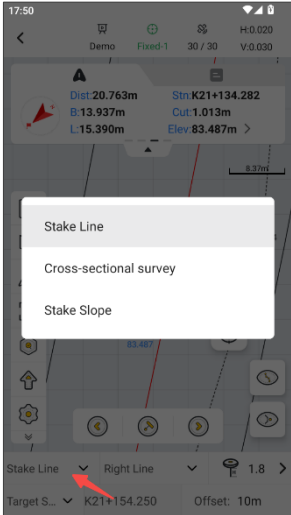 17:50
H:0.020
Demo Fixed-1 30 / 30 V:0.030
Dist:20.763m Stn:K21+134.282
B:13.937m Cut:1.013m
L:15.390m Elev:83.487m
8.37m
Stake Line
Cross-sectional survey
Stake Slope
83.487
Stake Line Right Line 1.8
Target S... K21+154.250 Offset: 10m